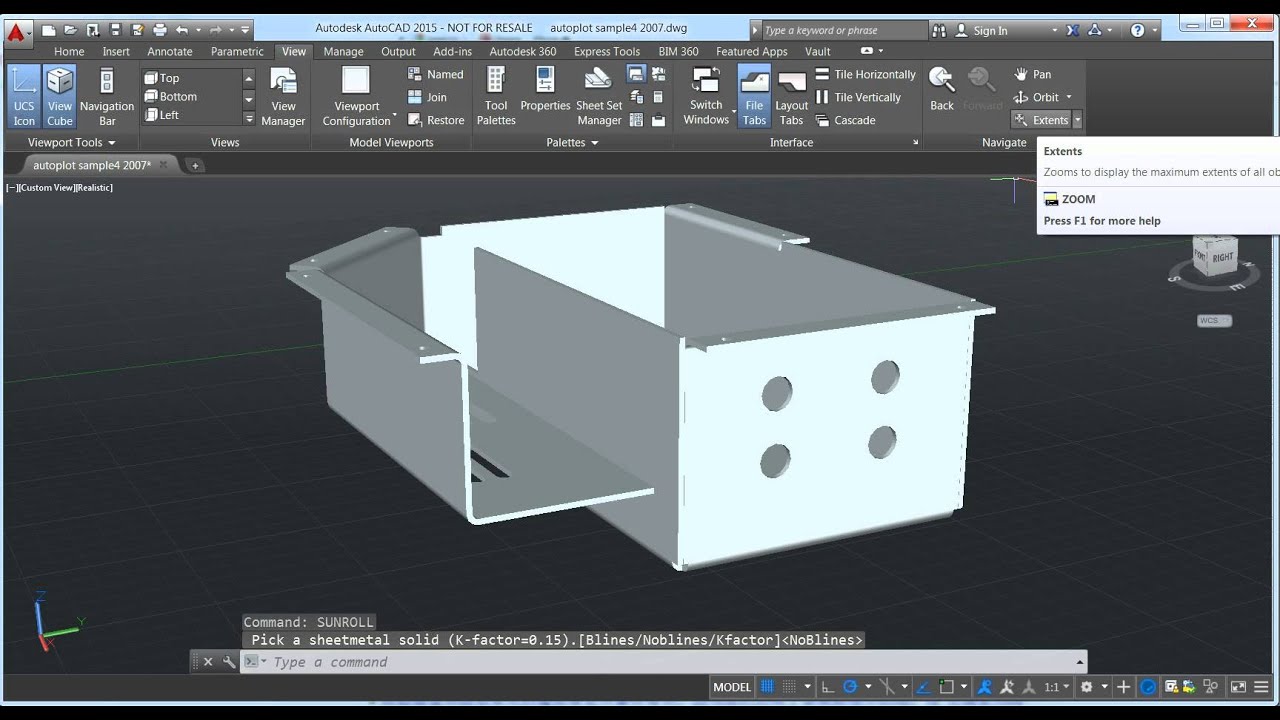 Autodesk AutoCAD 2015 - NOT FOR RESALE autoplot sample4 2007.dwg
Type a keyword or phrase
Sign In
Home Insert Annotate Parametric View Manage Output Add-ins Autodesk 360 Express Tools BIM 360 Featured Apps Vault
UCS Icon
View Cube
Navigation Bar
Viewport Tools
Top
Bottom
Left
View Manager
Views
Viewport Configuration
Named
Join
Restore
Model Viewports
Tool Palettes
Properties
Sheet Set Manager
Palettes
Switch Windows
File Tabs
Layout Tabs
Tile Horizontally
Tile Vertically
Cascade
Interface
Back
Forward
Pan
Orbit
Extents
Navigate
autoplot sample4 2007*
[−][Custom View][Realistic]
Extents
Zooms to display the maximum extents of all ob
ZOOM
Press F1 for more help
RIGHT
S
E
WCS
Z
Y
Command: SUNROLL
Pick a sheetmetal solid (K-factor=0.15).[Blines/Noblines/Kfactor]<NoBlines>
Type a command
MODEL
1:1